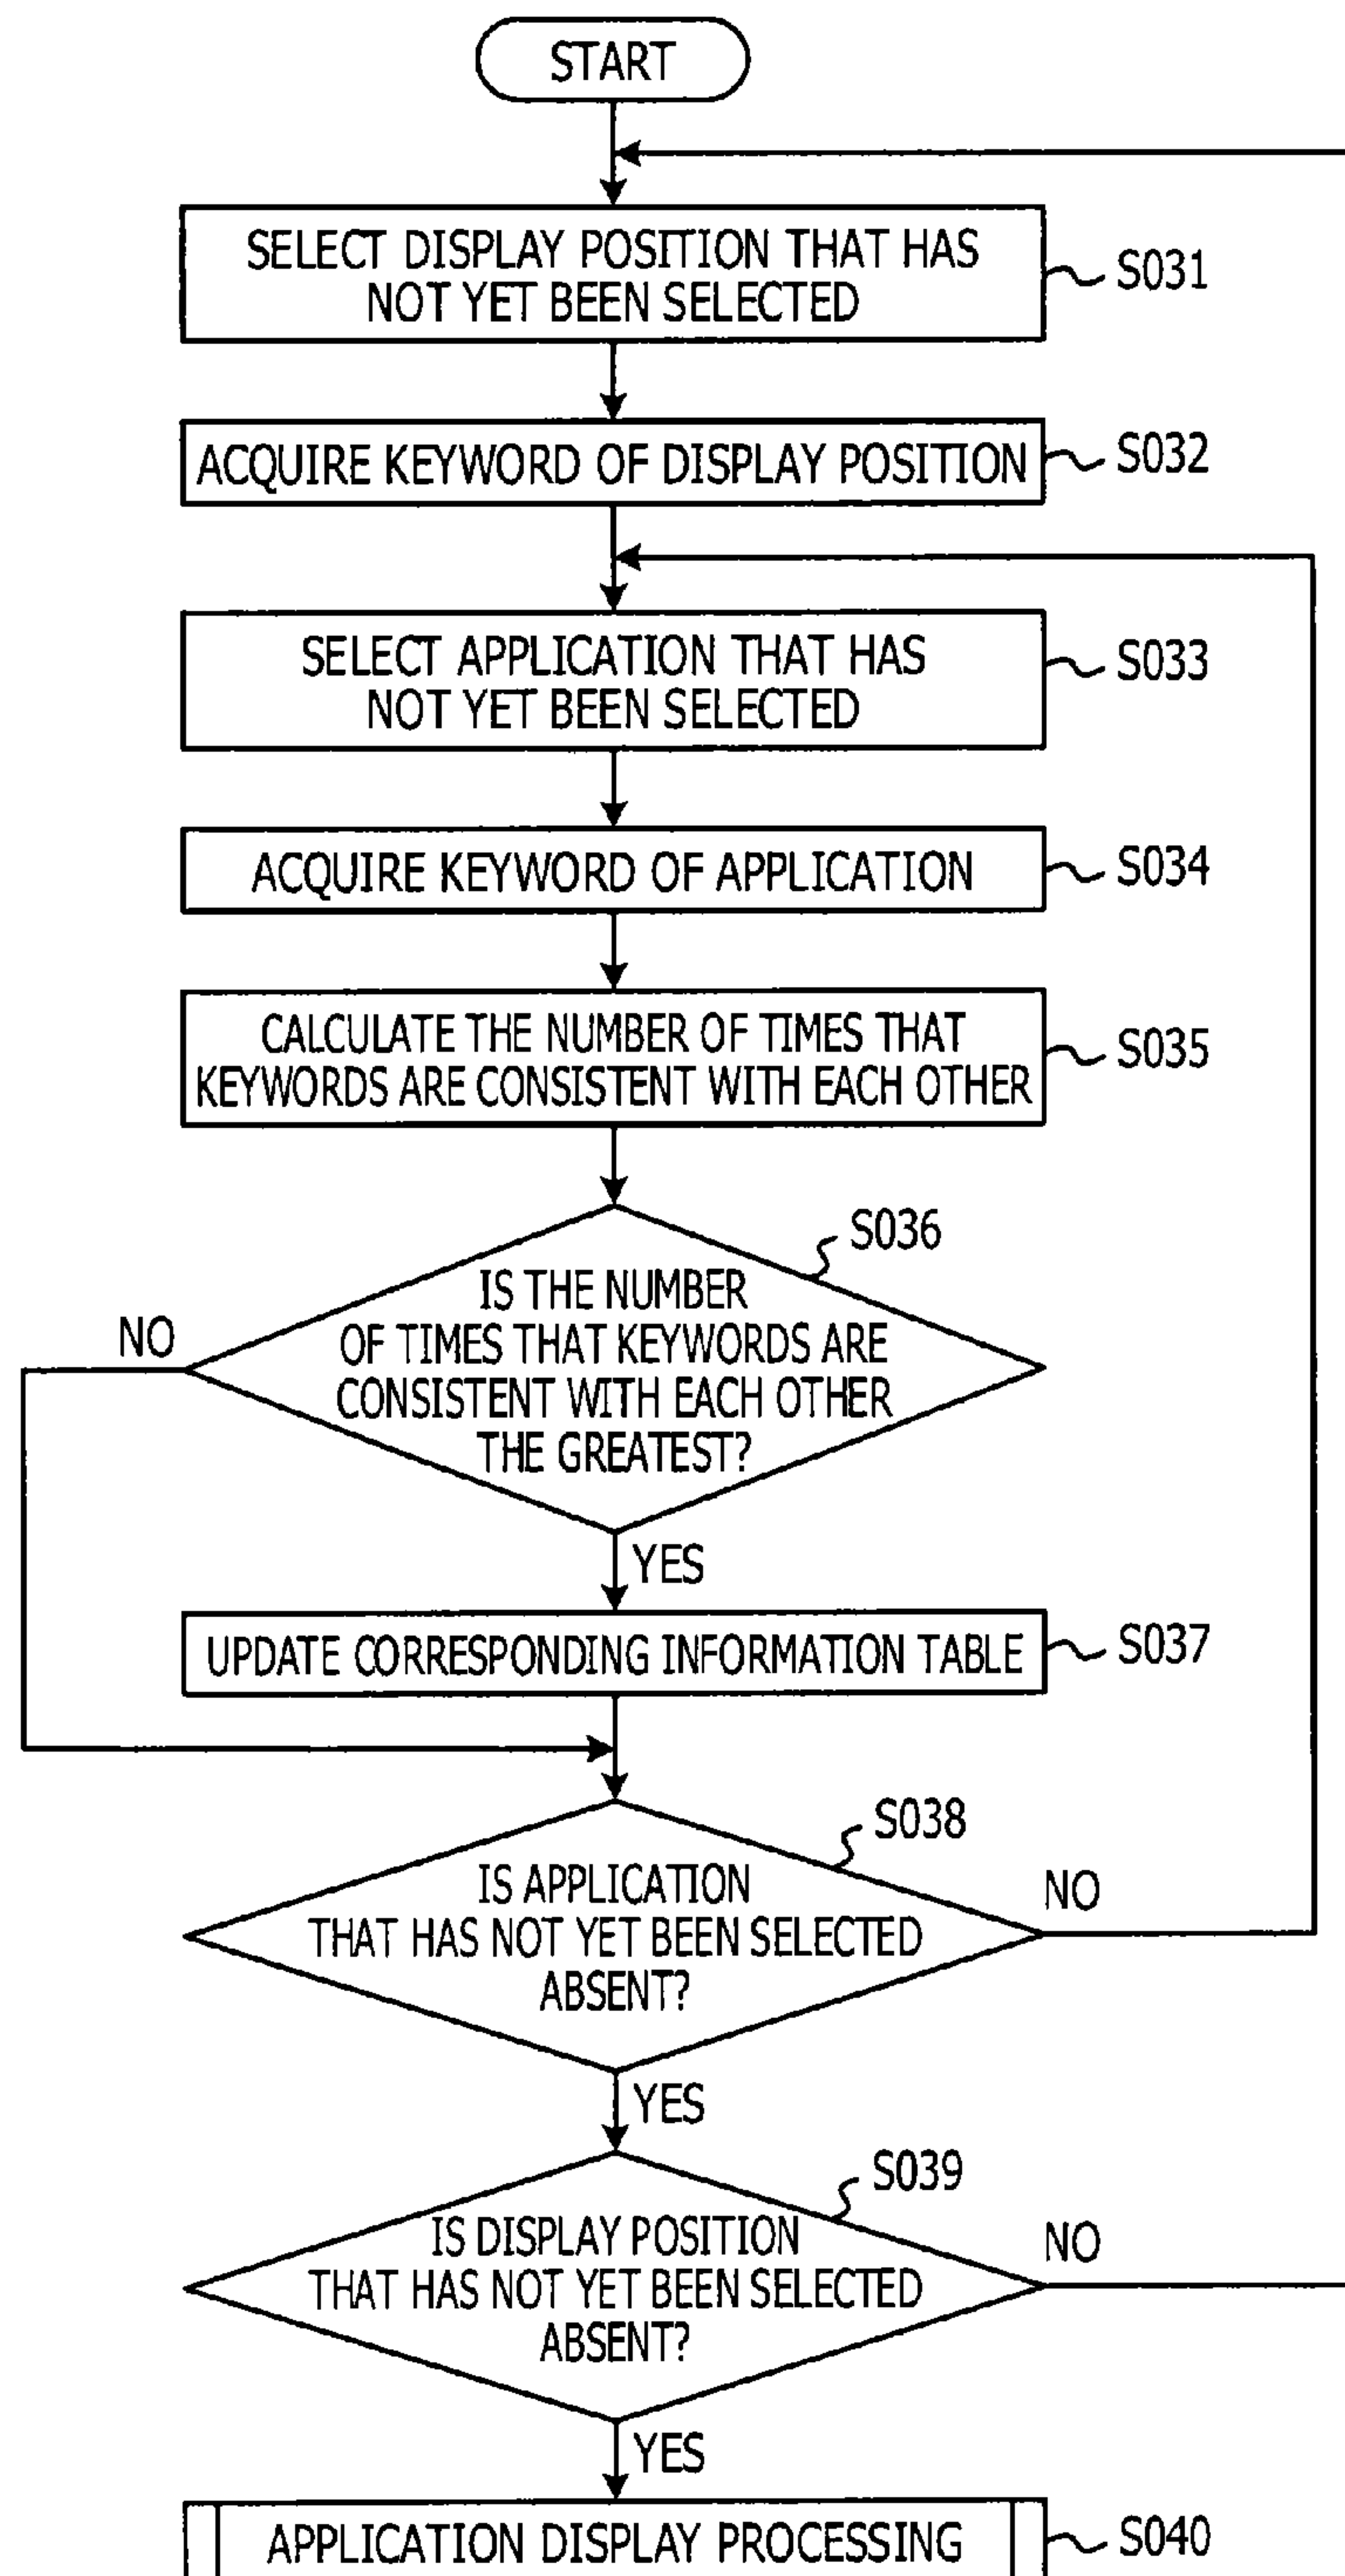 START
SELECT DISPLAY POSITION THAT HAS
NOT YET BEEN SELECTED
S031
ACQUIRE KEYWORD OF DISPLAY POSITION
S032
SELECT APPLICATION THAT HAS
NOT YET BEEN SELECTED
S033
ACQUIRE KEYWORD OF APPLICATION
S034
CALCULATE THE NUMBER OF TIMES THAT
KEYWORDS ARE CONSISTENT WITH EACH OTHER
S035
S036
IS THE NUMBER
OF TIMES THAT KEYWORDS ARE
CONSISTENT WITH EACH OTHER
THE GREATEST?
NO
YES
UPDATE CORRESPONDING INFORMATION TABLE
S037
S038
IS APPLICATION
THAT HAS NOT YET BEEN SELECTED
ABSENT?
NO
YES
S039
IS DISPLAY POSITION
THAT HAS NOT YET BEEN SELECTED
ABSENT?
NO
YES
APPLICATION DISPLAY PROCESSING
S040